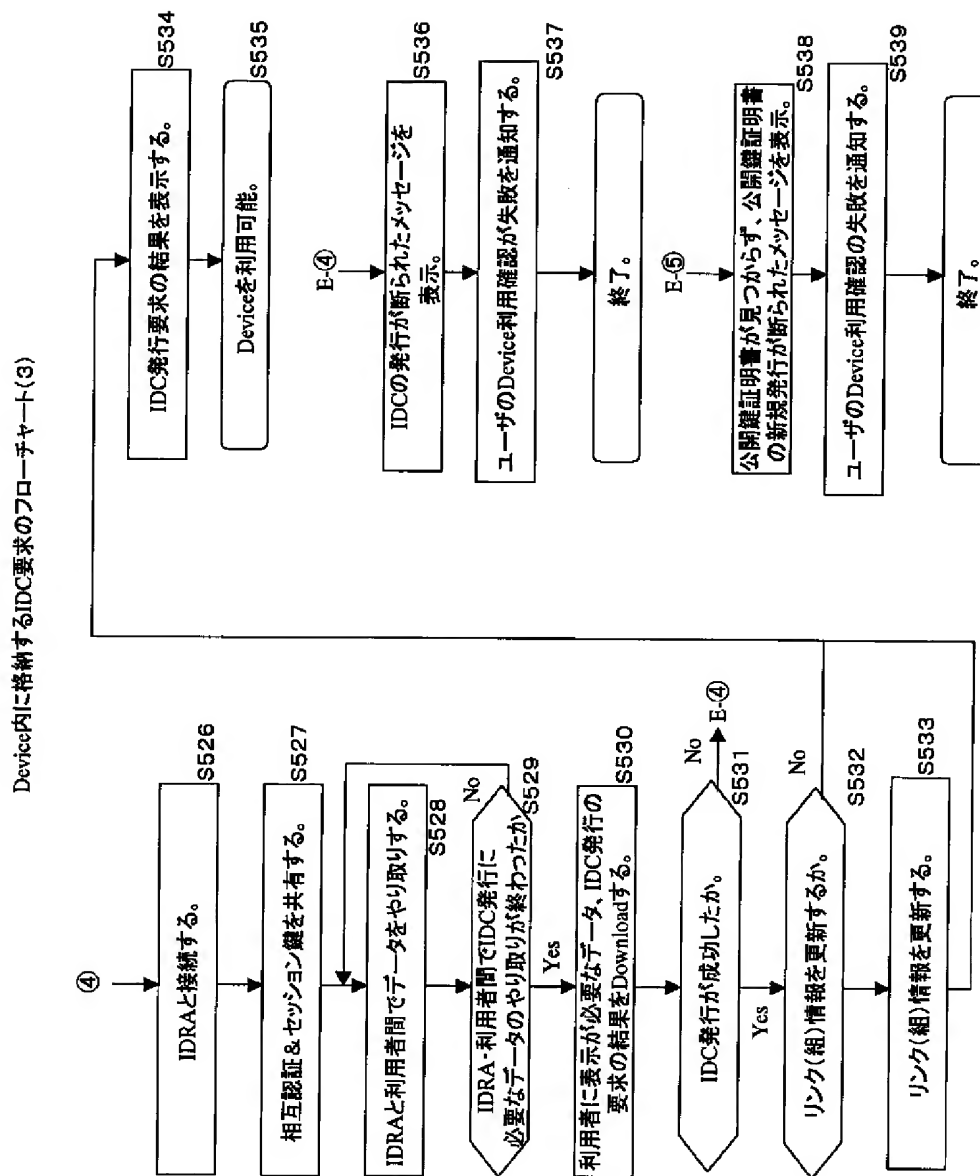 Device内に格納するIDC要求のフローチャート(3)
④
IDRAと接続する。
S526
相互認証&セッション鍵を共有する。
S527
IDRAと利用者間でデータをやり取りする。
S528
IDRA・利用者間でIDC発行に
必要なデータのやり取りが終わったか
No
S529
Yes
利用者に表示が必要なデータ、IDC発行の
要求の結果をDownloadする。
S530
IDC発行が成功したか。
No
E-④
S531
Yes
リンク(組)情報を更新するか。
No
S532
リンク(組)情報を更新する。
S533
IDC発行要求の結果を表示する。
S534
Deviceを利用可能。
S535
E-④
IDCの発行が断られたメッセージを
表示。
S536
ユーザのDevice利用確認が失敗を通知する。
S537
終了。
E-⑤
公開鍵証明書が見つからず、公開鍵証明書
の新規発行が断られたメッセージを表示。
S538
ユーザのDevice利用確認の失敗を通知する。
S539
終了。